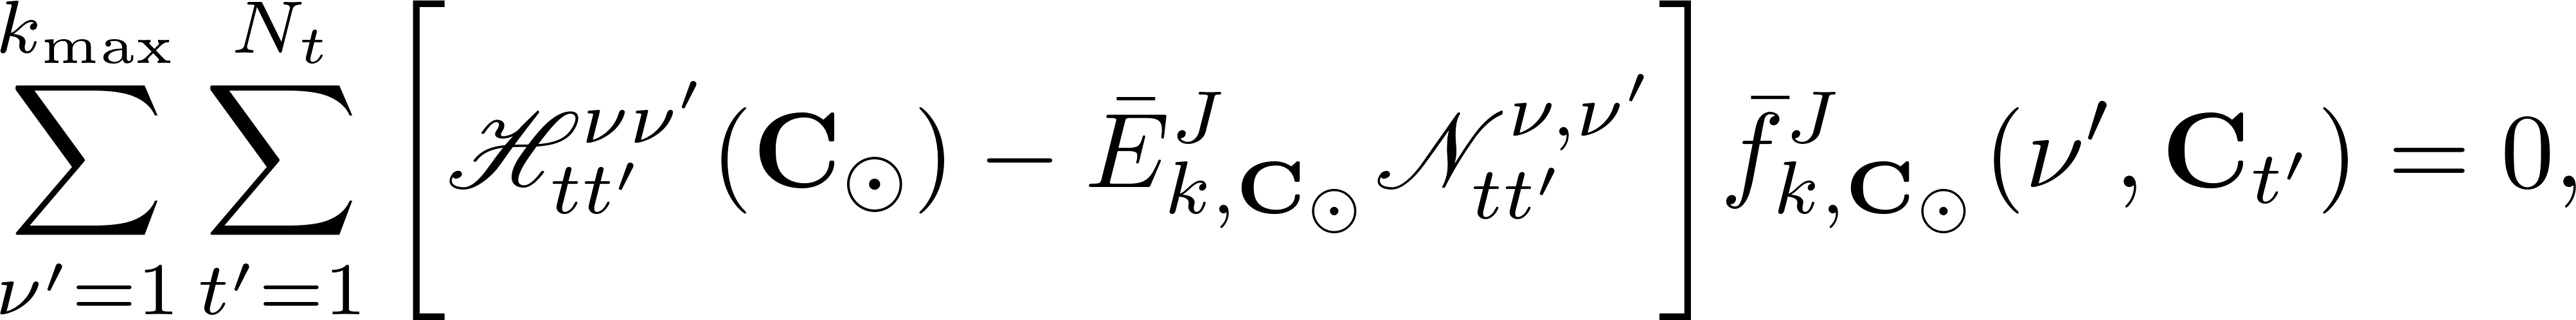 \sum_{\nu'=1}^{k_{\max}} \sum_{t'=1}^{N_t} \left[ \mathscr{H}_{tt'}^{\nu\nu'}(\mathbf{C}_{\odot}) - \bar{E}_{k,\mathbf{C}_{\odot}}^{J} \mathscr{N}_{tt'}^{\nu,\nu'} \right] \bar{f}_{k,\mathbf{C}_{\odot}}^{J}(\nu', \mathbf{C}_{t'}) = 0,